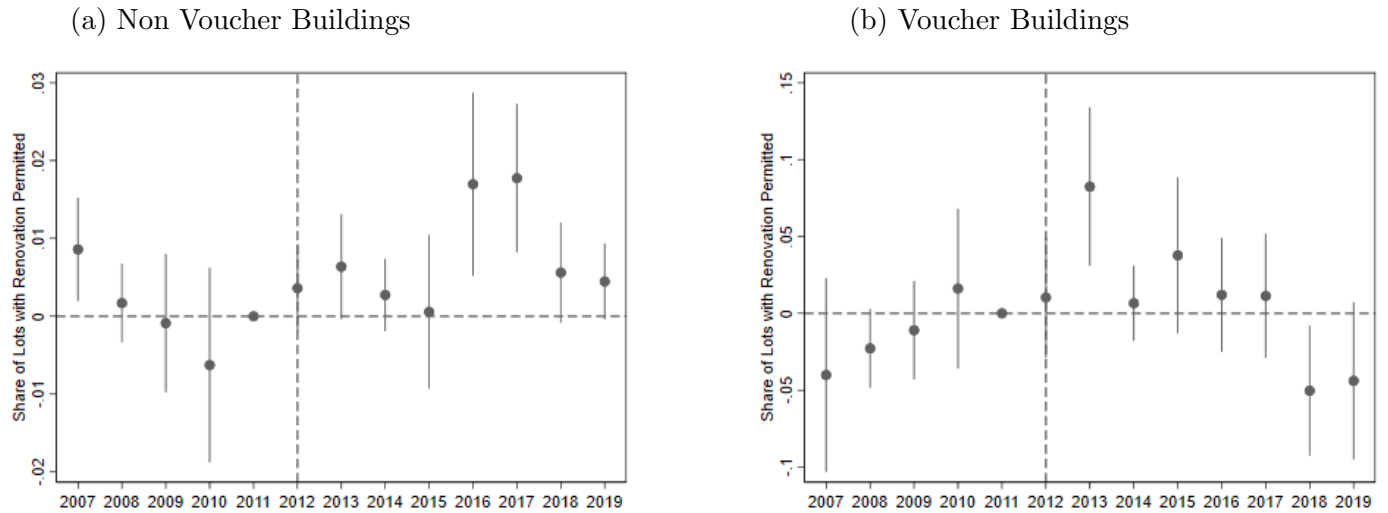 (a) Non Voucher Buildings
Share of Lots with Renovation Permitted
.03
.02
.01
0
-.01
-.02
2007 2008 2009 2010 2011 2012 2013 2014 2015 2016 2017 2018 2019
(b) Voucher Buildings
Share of Lots with Renovation Permitted
.15
.1
.05
0
-.05
-.1
2007 2008 2009 2010 2011 2012 2013 2014 2015 2016 2017 2018 2019